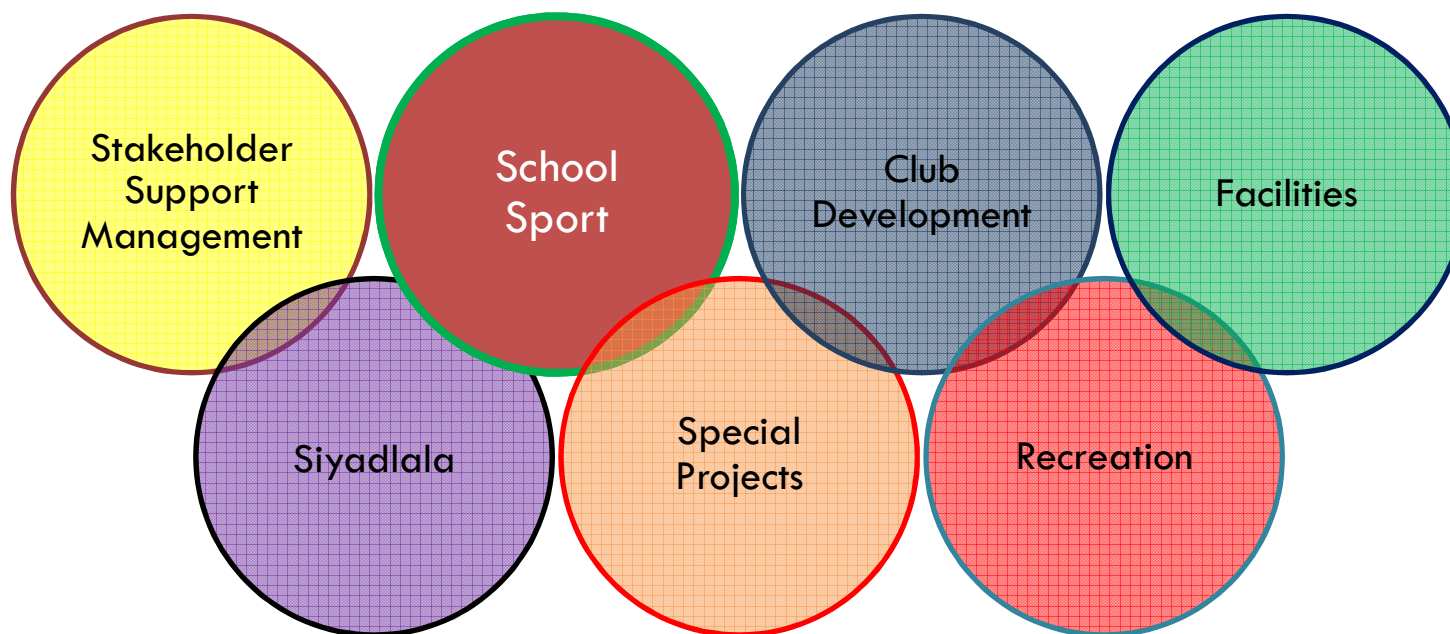 Stakeholder
Support
Management
School
Sport
Club
Development
Facilities
Siyadlala
Special
Projects
Recreation